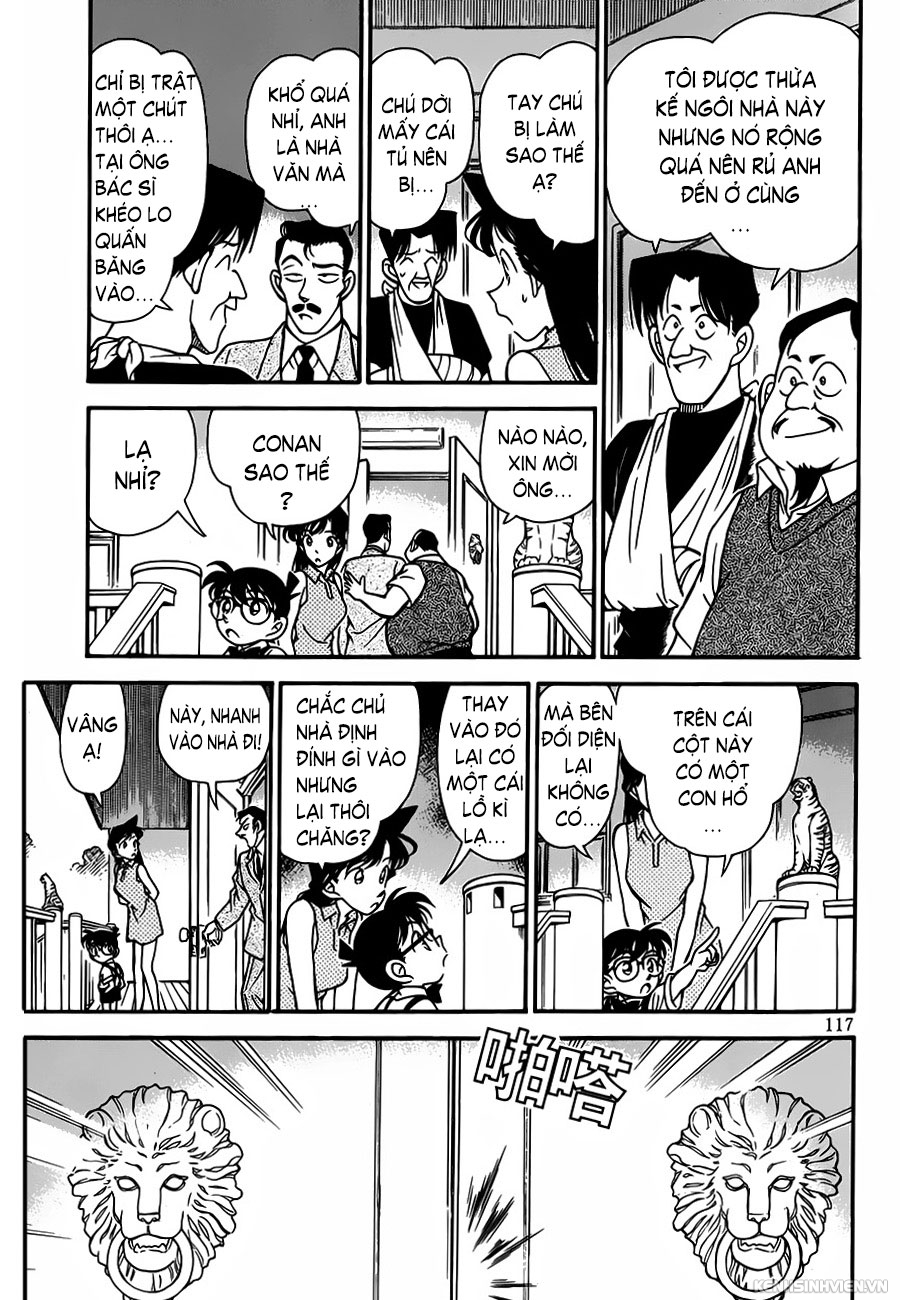 TÔI ĐƯỢC THỪA
KẾ NGÔI NHÀ NÀY
NHƯNG NÓ RỘNG
QUÁ NÊN RỦ ANH
ĐẾN Ở CÙNG
...
TAY CHÚ
BỊ LÀM
SAO THẾ
Ạ?
CHÚ DỜI
MẤY CÁI
TỦ NÊN
BỊ...
KHỔ QUÁ
NHỈ, ANH
LÀ NHÀ
VĂN MÀ
...
CHỈ BỊ TRẬT
MỘT CHÚT
THÔI Ạ...
TẠI ÔNG
BÁC SĨ
KHÉO LO
QUẤN
BĂNG
VÀO...
NÀO NÀO,
XIN MỜI
ÔNG...
CONAN
SAO THẾ
?
LẠ
NHỈ?
TRÊN CÁI
CỘT NÀY
CÓ MỘT
CON HỔ
...
MÀ BÊN
ĐỐI DIỆN
LẠI
KHÔNG
CÓ...
THAY
VÀO ĐÓ
LẠI CÓ
MỘT CÁI
LỒ KÌ
LẠ...
CHẮC CHỦ
NHÀ ĐỊNH
ĐÍNH GÌ VÀO
NHƯNG
LẠI THÔI
CHĂNG?
NÀY, NHANH
VÀO NHÀ ĐI!
VÂNG
Ạ!
117
啪嗒
KENHSINHVIEN.VN